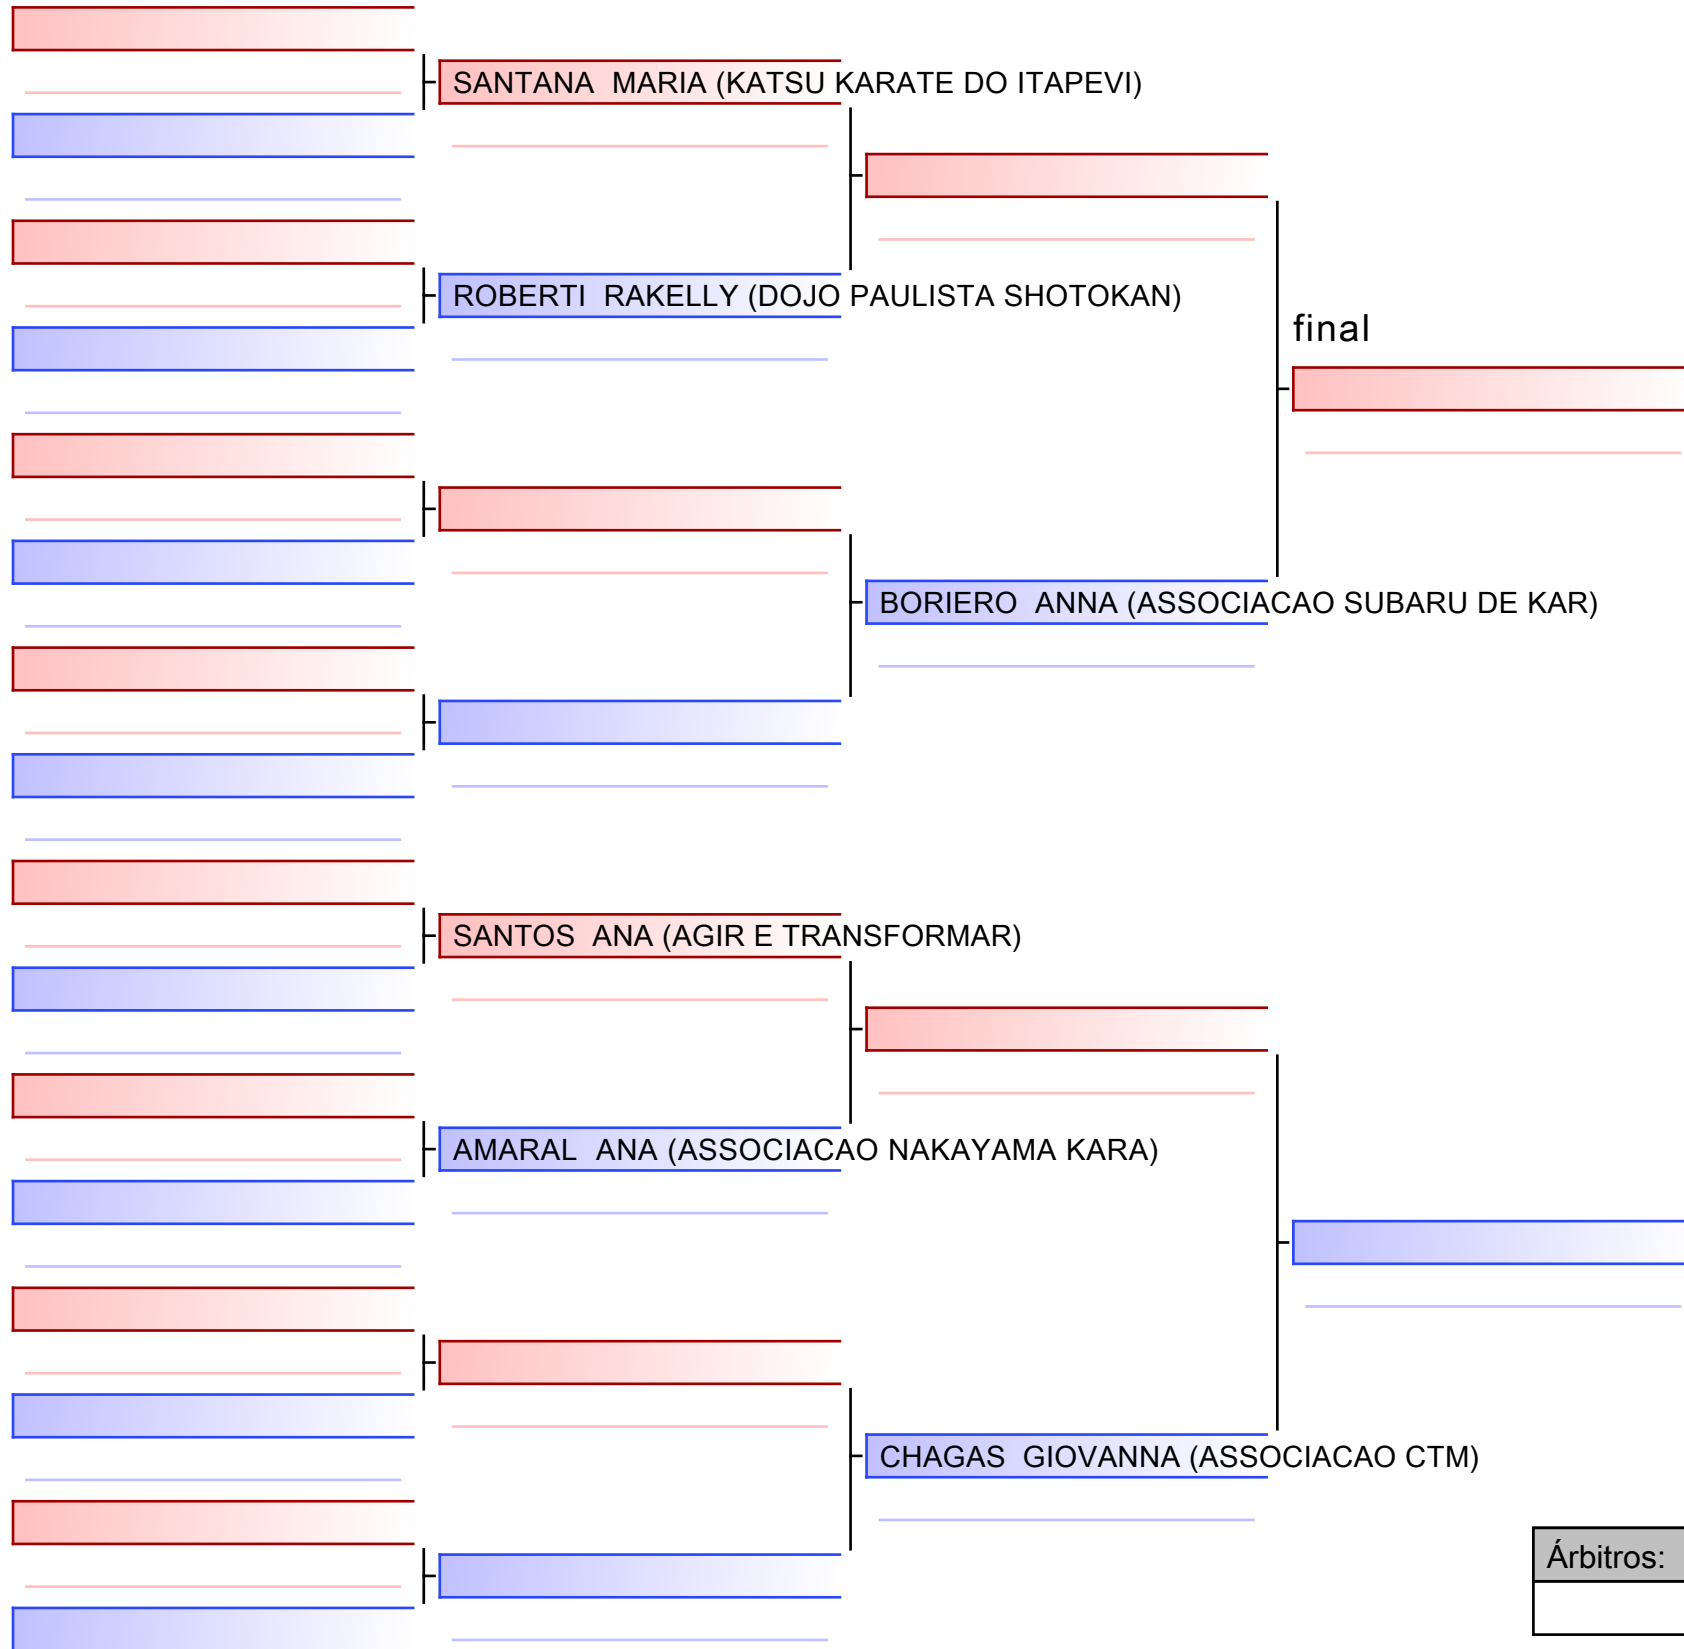 SANTANA  MARIA (KATSU KARATE DO ITAPEVI)
ROBERTI  RAKELLY (DOJO PAULISTA SHOTOKAN)
final
BORIERO  ANNA (ASSOCIACAO SUBARU DE KAR)
SANTOS  ANA (AGIR E TRANSFORMAR)
AMARAL  ANA (ASSOCIACAO NAKAYAMA KARA)
CHAGAS  GIOVANNA (ASSOCIACAO CTM)
Árbitros: